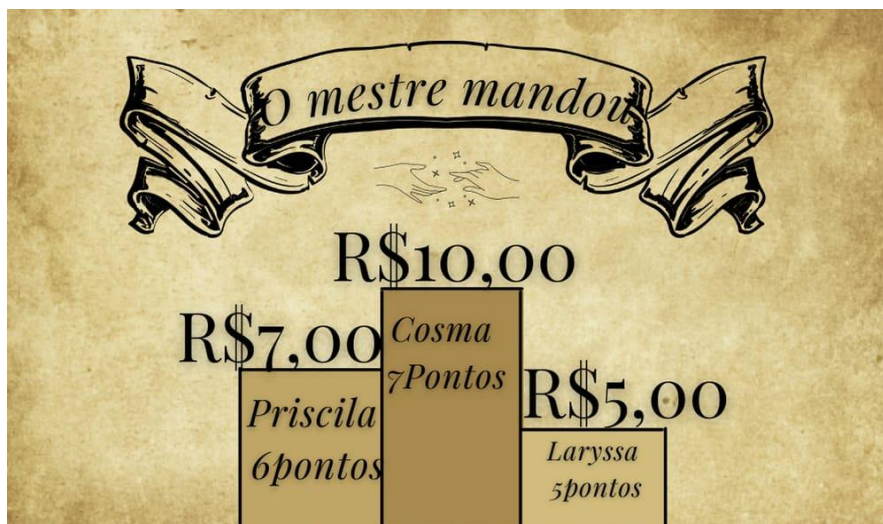 O mestre mandou
R$10,00
R$7,00
Cosma
7Pontos
R$5,00
Priscila
6pontos
Laryssa
5pontos